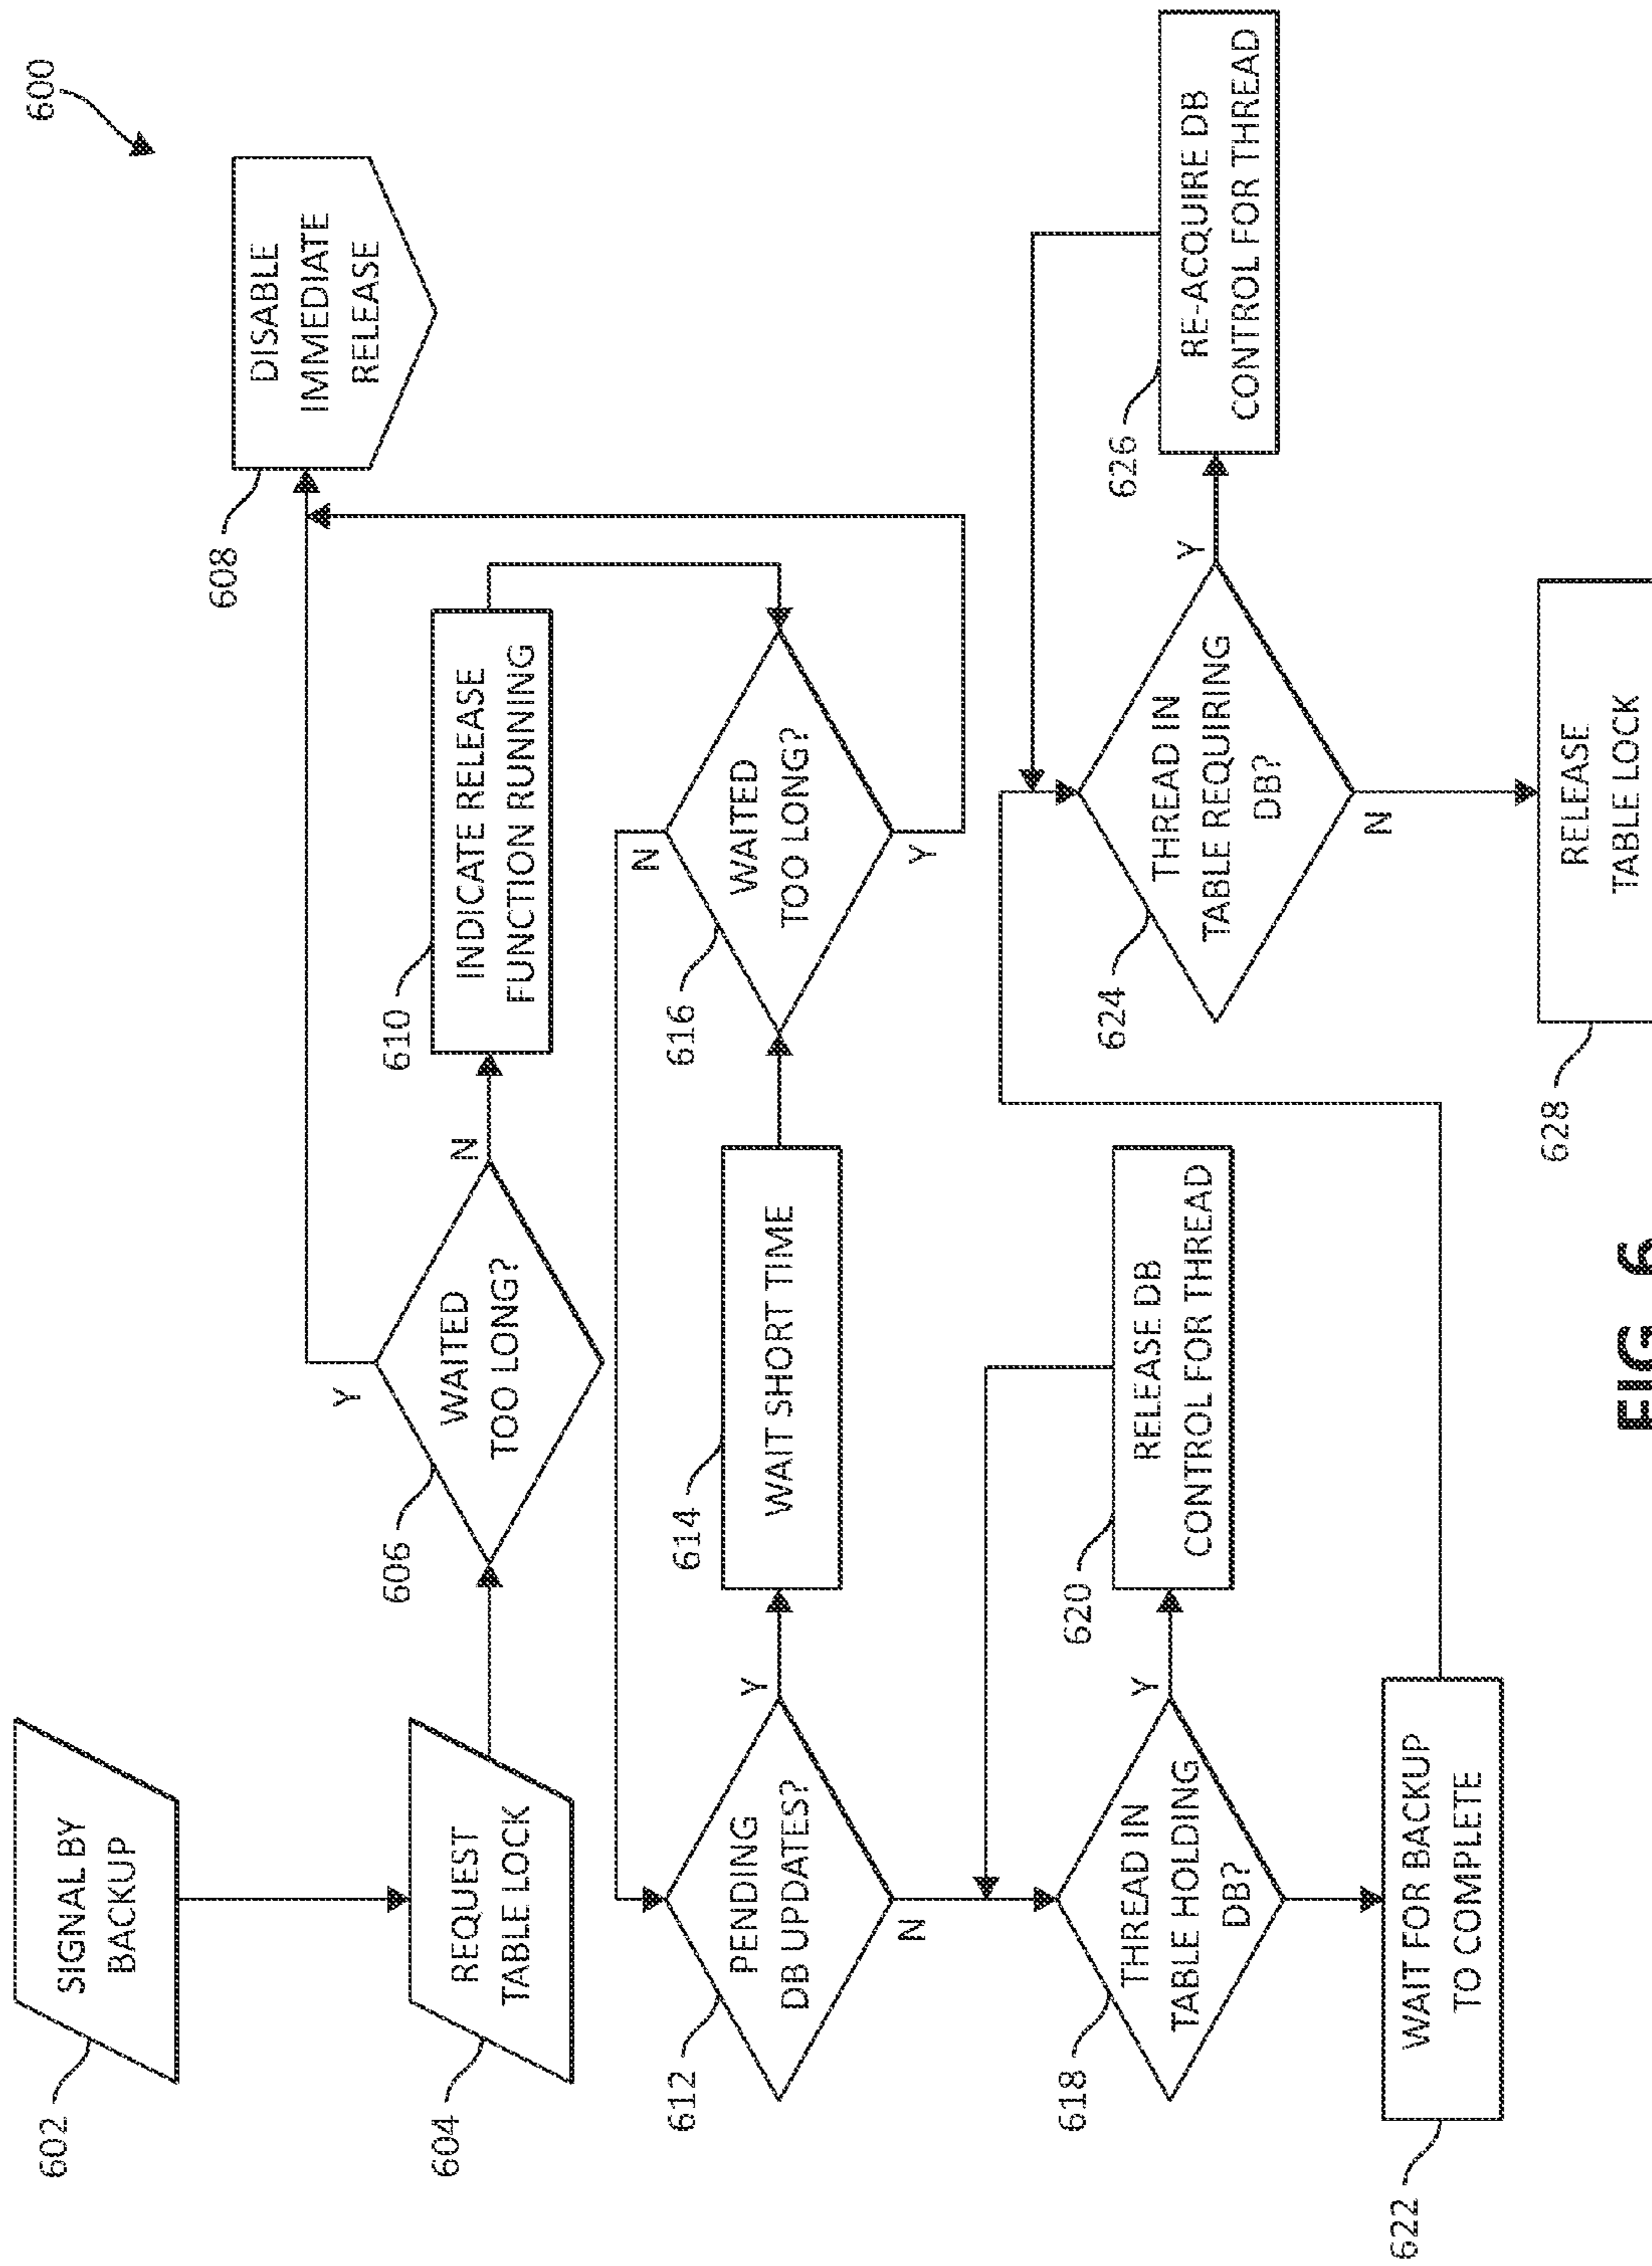 600
602
SIGNAL BY
BACKUP
604
REQUEST
TABLE LOCK
606
WAITED
TOO LONG?
Y
N
608
DISABLE
IMMEDIATE
RELEASE
610
INDICATE RELEASE
FUNCTION RUNNING
612
PENDING
DB UPDATES?
Y
N
614
WAIT SHORT TIME
616
WAITED
TOO LONG?
N
Y
618
THREAD IN
TABLE HOLDING
DB?
Y
620
RELEASE DB
CONTROL FOR THREAD
622
WAIT FOR BACKUP
TO COMPLETE
624
THREAD IN
TABLE REQUIRING
DB?
Y
N
626
RE-ACQUIRE DB
CONTROL FOR THREAD
628
RELEASE
TABLE LOCK
FIG. 6